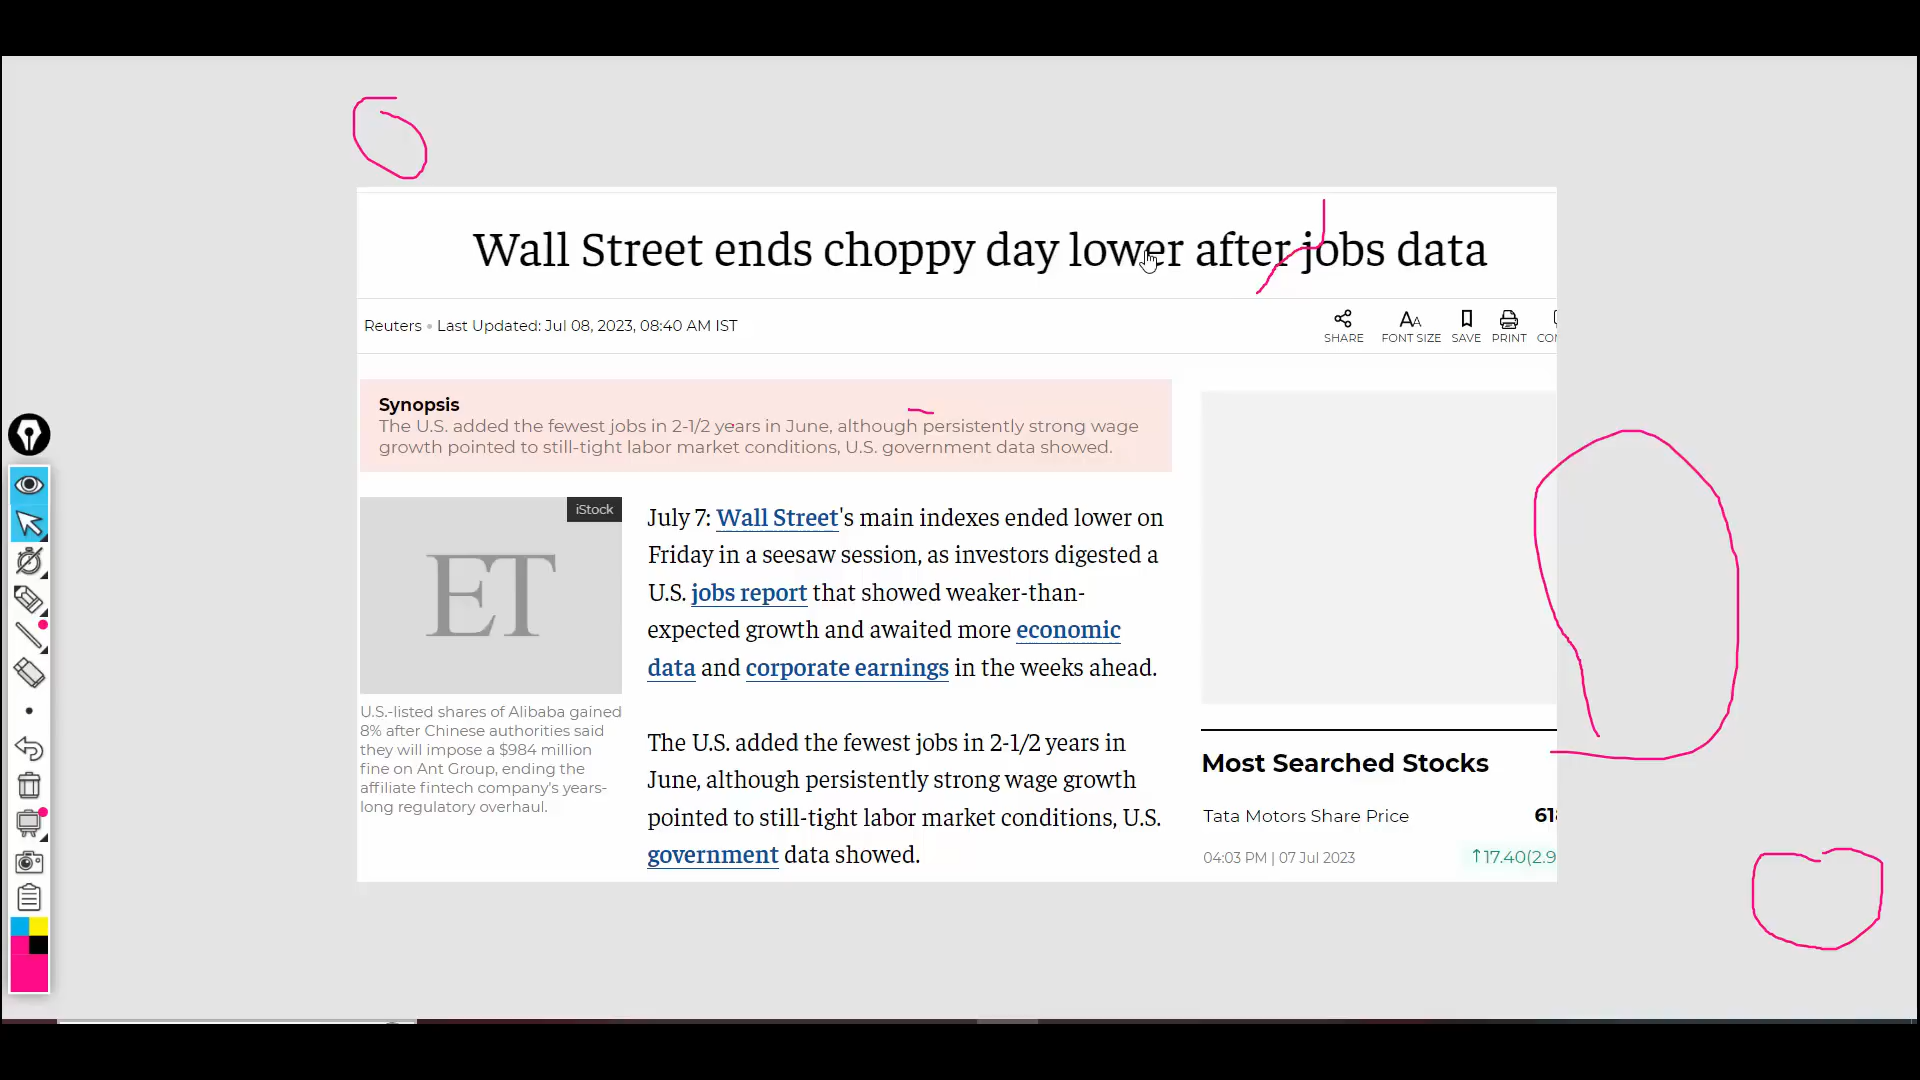 Wall Street ends choppy day lower after jobs data
Reuters • Last Updated: Jul 08, 2023, 08:40 AM IST
SHARE
FONT SIZE
SAVE
PRINT
Synopsis
The U.S. added the fewest jobs in 2-1/2 years in June, although persistently strong wage
growth pointed to still-tight labor market conditions, U.S. government data showed.
iStock
ET
U.S.-listed shares of Alibaba gained
8% after Chinese authorities said
they will impose a $984 million
fine on Ant Group, ending the
affiliate fintech company's years-
long regulatory overhaul.
July 7: Wall Street's main indexes ended lower on
Friday in a seesaw session, as investors digested a
U.S. jobs report that showed weaker-than-
expected growth and awaited more economic
data and corporate earnings in the weeks ahead.
The U.S. added the fewest jobs in 2-1/2 years in
June, although persistently strong wage growth
pointed to still-tight labor market conditions, U.S.
government data showed.
Most Searched Stocks
Tata Motors Share Price
04:03 PM | 07 Jul 2023
↑17.40(2.9